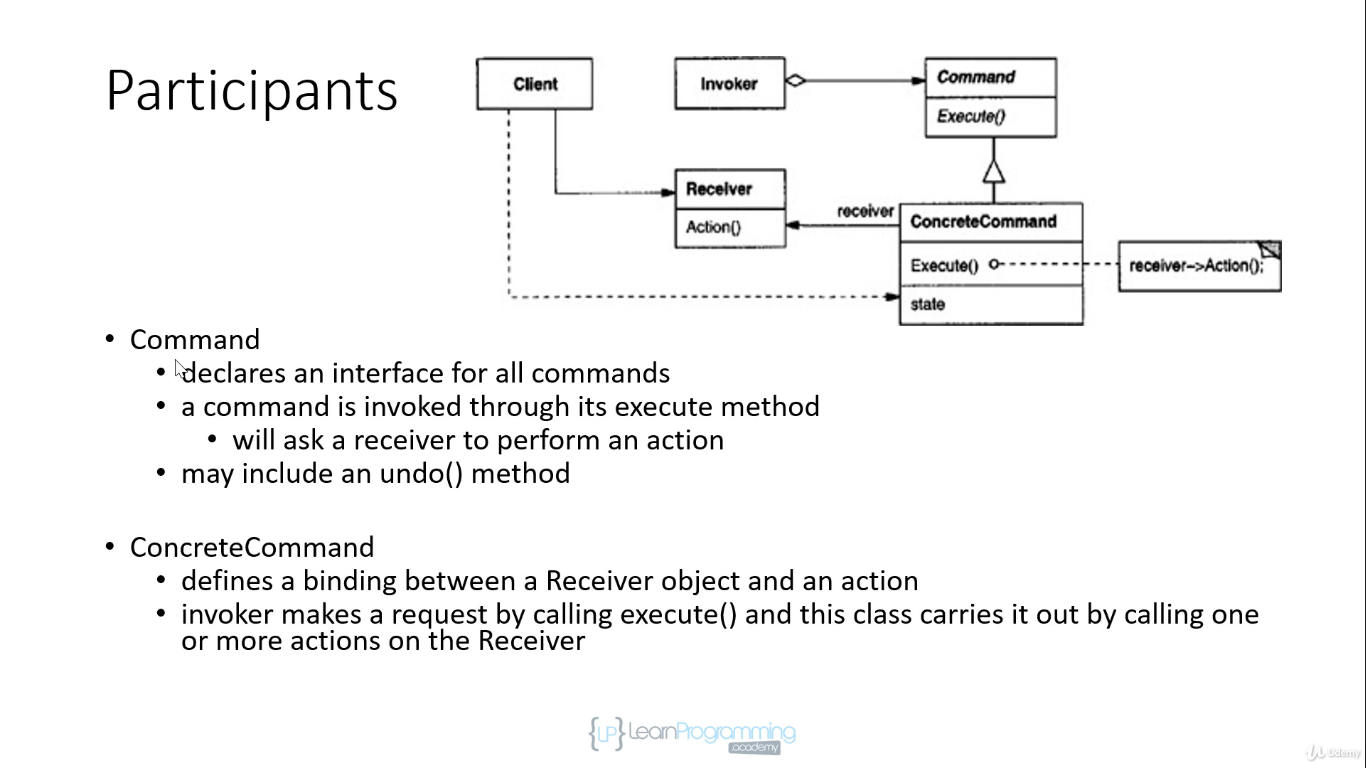 Participants
Client
Invoker
Command
Execute()
Receiver
Action()
receiver
ConcreteCommand
Execute()
receiver->Action();
state
• Command
• declares an interface for all commands
• a command is invoked through its execute method
• will ask a receiver to perform an action
• may include an undo() method
• ConcreteCommand
• defines a binding between a Receiver object and an action
• invoker makes a request by calling execute() and this class carries it out by calling one
or more actions on the Receiver
{LP} LearnProgramming
.academy
Udemy